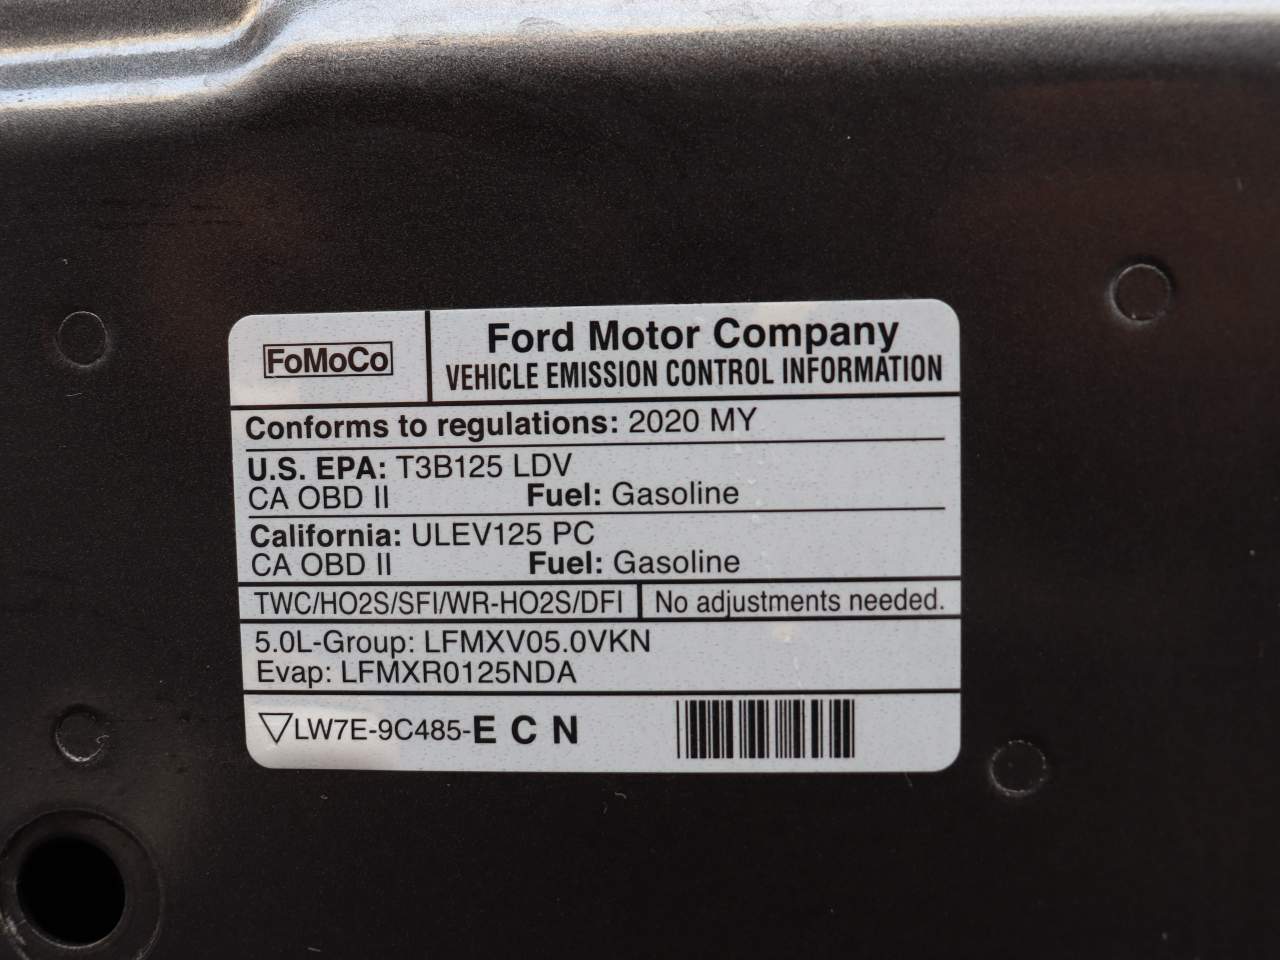 FoMoCo
Ford Motor Company
VEHICLE EMISSION CONTROL INFORMATION
Conforms to regulations: 2020 MY
U.S. EPA: T3B125 LDV
CA OBD II Fuel: Gasoline
California: ULEV125 PC
CA OBD II Fuel: Gasoline
TWC/HO2S/SFI/WR-HO2S/DFI No adjustments needed.
5.0L-Group: LFMXV05.0VKN
Evap: LFMXR0125NDA
LW7E-9C485-E C N